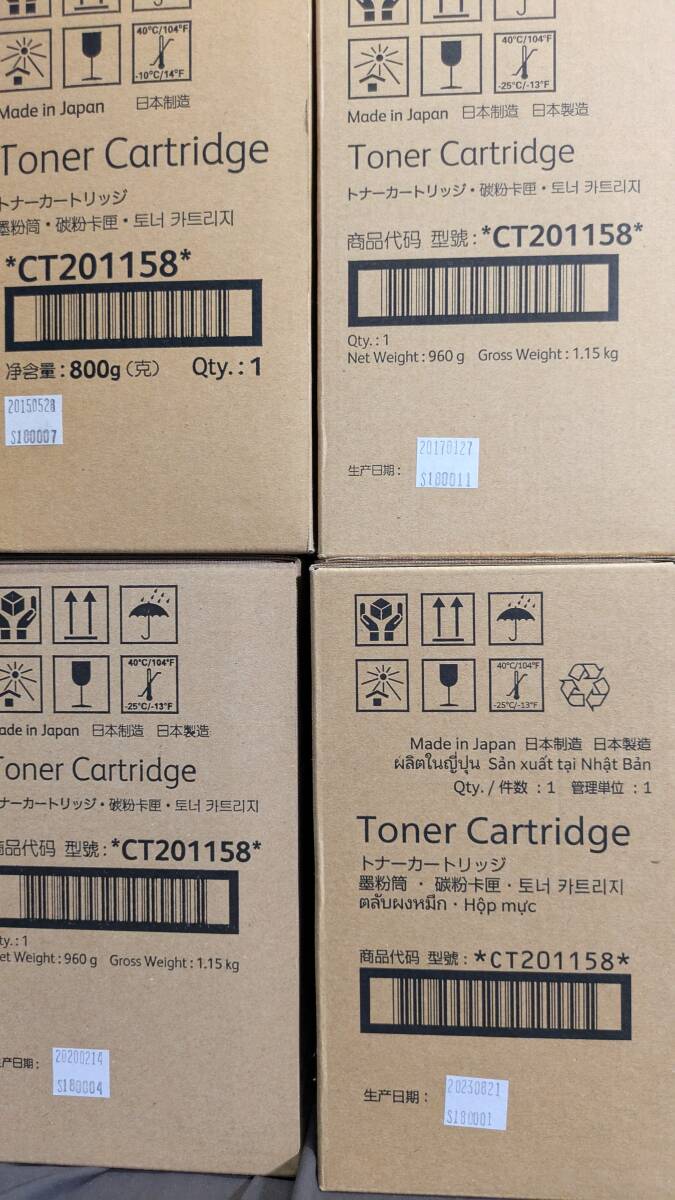 40°C/104°F
-10°C/14°F
Made in Japan 日本制造
Toner Cartridge
トナーカートリッジ
墨粉筒・碳粉卡匣・토너 카트리지
*CT201158*
净含量：800g（克） Qty.：1
20150528
S180007
40°C/104°F
-25°C/-13°F
Made in Japan 日本制造 日本製造
Toner Cartridge
トナーカートリッジ・碳粉卡匣・토너 카트리지
商品代码 型號：*CT201158*
Qty.：1
Net Weight：960 g Gross Weight：1.15 kg
生产日期：
20170127
S180011
40°C/104°F
-25°C/-13°F
ade in Japan 日本制造 日本製造
Toner Cartridge
ナーカートリッジ・碳粉卡匣・토너 카트리지
商品代码 型號：*CT201158*
ty.：1
et Weight：960 g Gross Weight：1.15 kg
产日期：
20200214
S180004
40°C/104°F
-25°C/-13°F
Made in Japan 日本制造 日本製造
ผลิตในญี่ปุ่น Sản xuất tại Nhật Bản
Qty. / 件数 ：1 管理単位 ：1
Toner Cartridge
トナーカートリッジ
墨粉筒 ・ 碳粉卡匣・토너 카트리지
ตลับผงหมึก・Hộp mực
商品代码 型號：*CT201158*
生产日期：
20230821
S180001